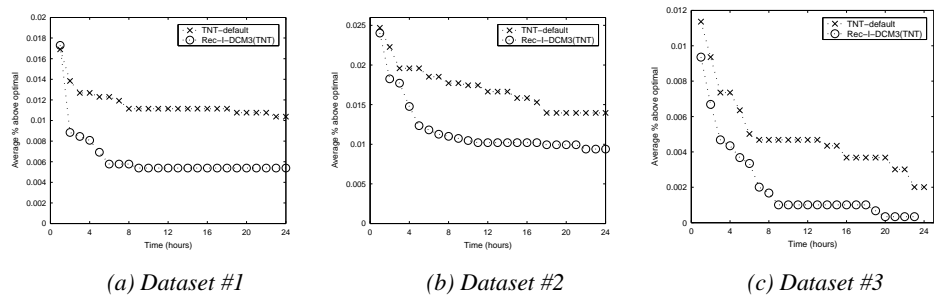 0.02
0.018
0.016
0.014
0.012
0.01
0.008
0.006
0.004
0.002
0
Average % above optimal
0 4 8 12 16 20 24
Time (hours)
TNT-default
Rec-I-DCM3(TNT)
(a) Dataset #1
0.025
0.02
0.015
0.01
0.005
0
Average % above optimal
0 4 8 12 16 20 24
Time (hours)
TNT-default
Rec-I-DCM3(TNT)
(b) Dataset #2
0.012
0.01
0.008
0.006
0.004
0.002
0
Average % above optimal
0 4 8 12 16 20 24
Time (hours)
TNT-default
Rec-I-DCM3(TNT)
(c) Dataset #3